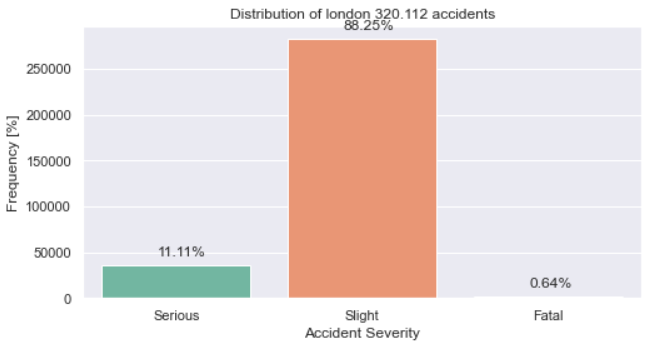 Distribution of london 320.112 accidents
88.25%
250000
200000
150000
100000
50000
0
Frequency [%]
11.11%
0.64%
Serious
Slight
Fatal
Accident Severity